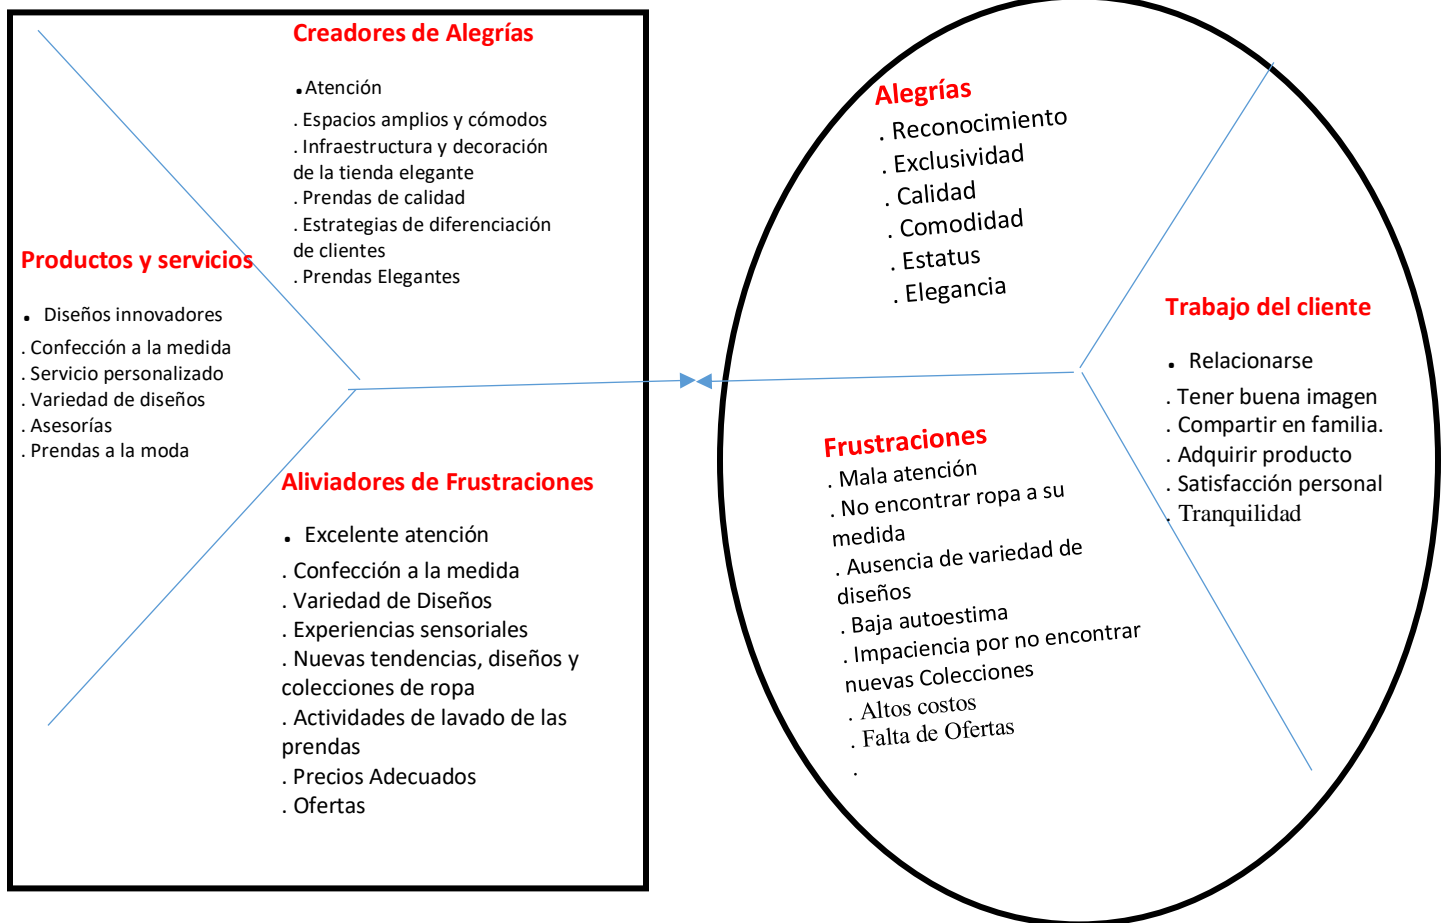 Creadores de Alegrías
. Atención
. Espacios amplios y cómodos
. Infraestructura y decoración
de la tienda elegante
. Prendas de calidad
. Estrategias de diferenciación
de clientes
. Prendas Elegantes
Productos y servicios
. Diseños innovadores
. Confección a la medida
. Servicio personalizado
. Variedad de diseños
. Asesorías
. Prendas a la moda
Aliviadores de Frustraciones
. Excelente atención
. Confección a la medida
. Variedad de Diseños
. Experiencias sensoriales
. Nuevas tendencias, diseños y
colecciones de ropa
. Actividades de lavado de las
prendas
. Precios Adecuados
. Ofertas
Alegrías
. Reconocimiento
. Exclusividad
. Calidad
. Comodidad
. Estatus
. Elegancia
Frustraciones
. Mala atención
. No encontrar ropa a su
medida
. Ausencia de variedad de
diseños
. Baja autoestima
. Impaciencia por no encontrar
nuevas Colecciones
. Altos costos
. Falta de Ofertas
.
Trabajo del cliente
. Relacionarse
. Tener buena imagen
. Compartir en familia.
. Adquirir producto
. Satisfacción personal
. Tranquilidad